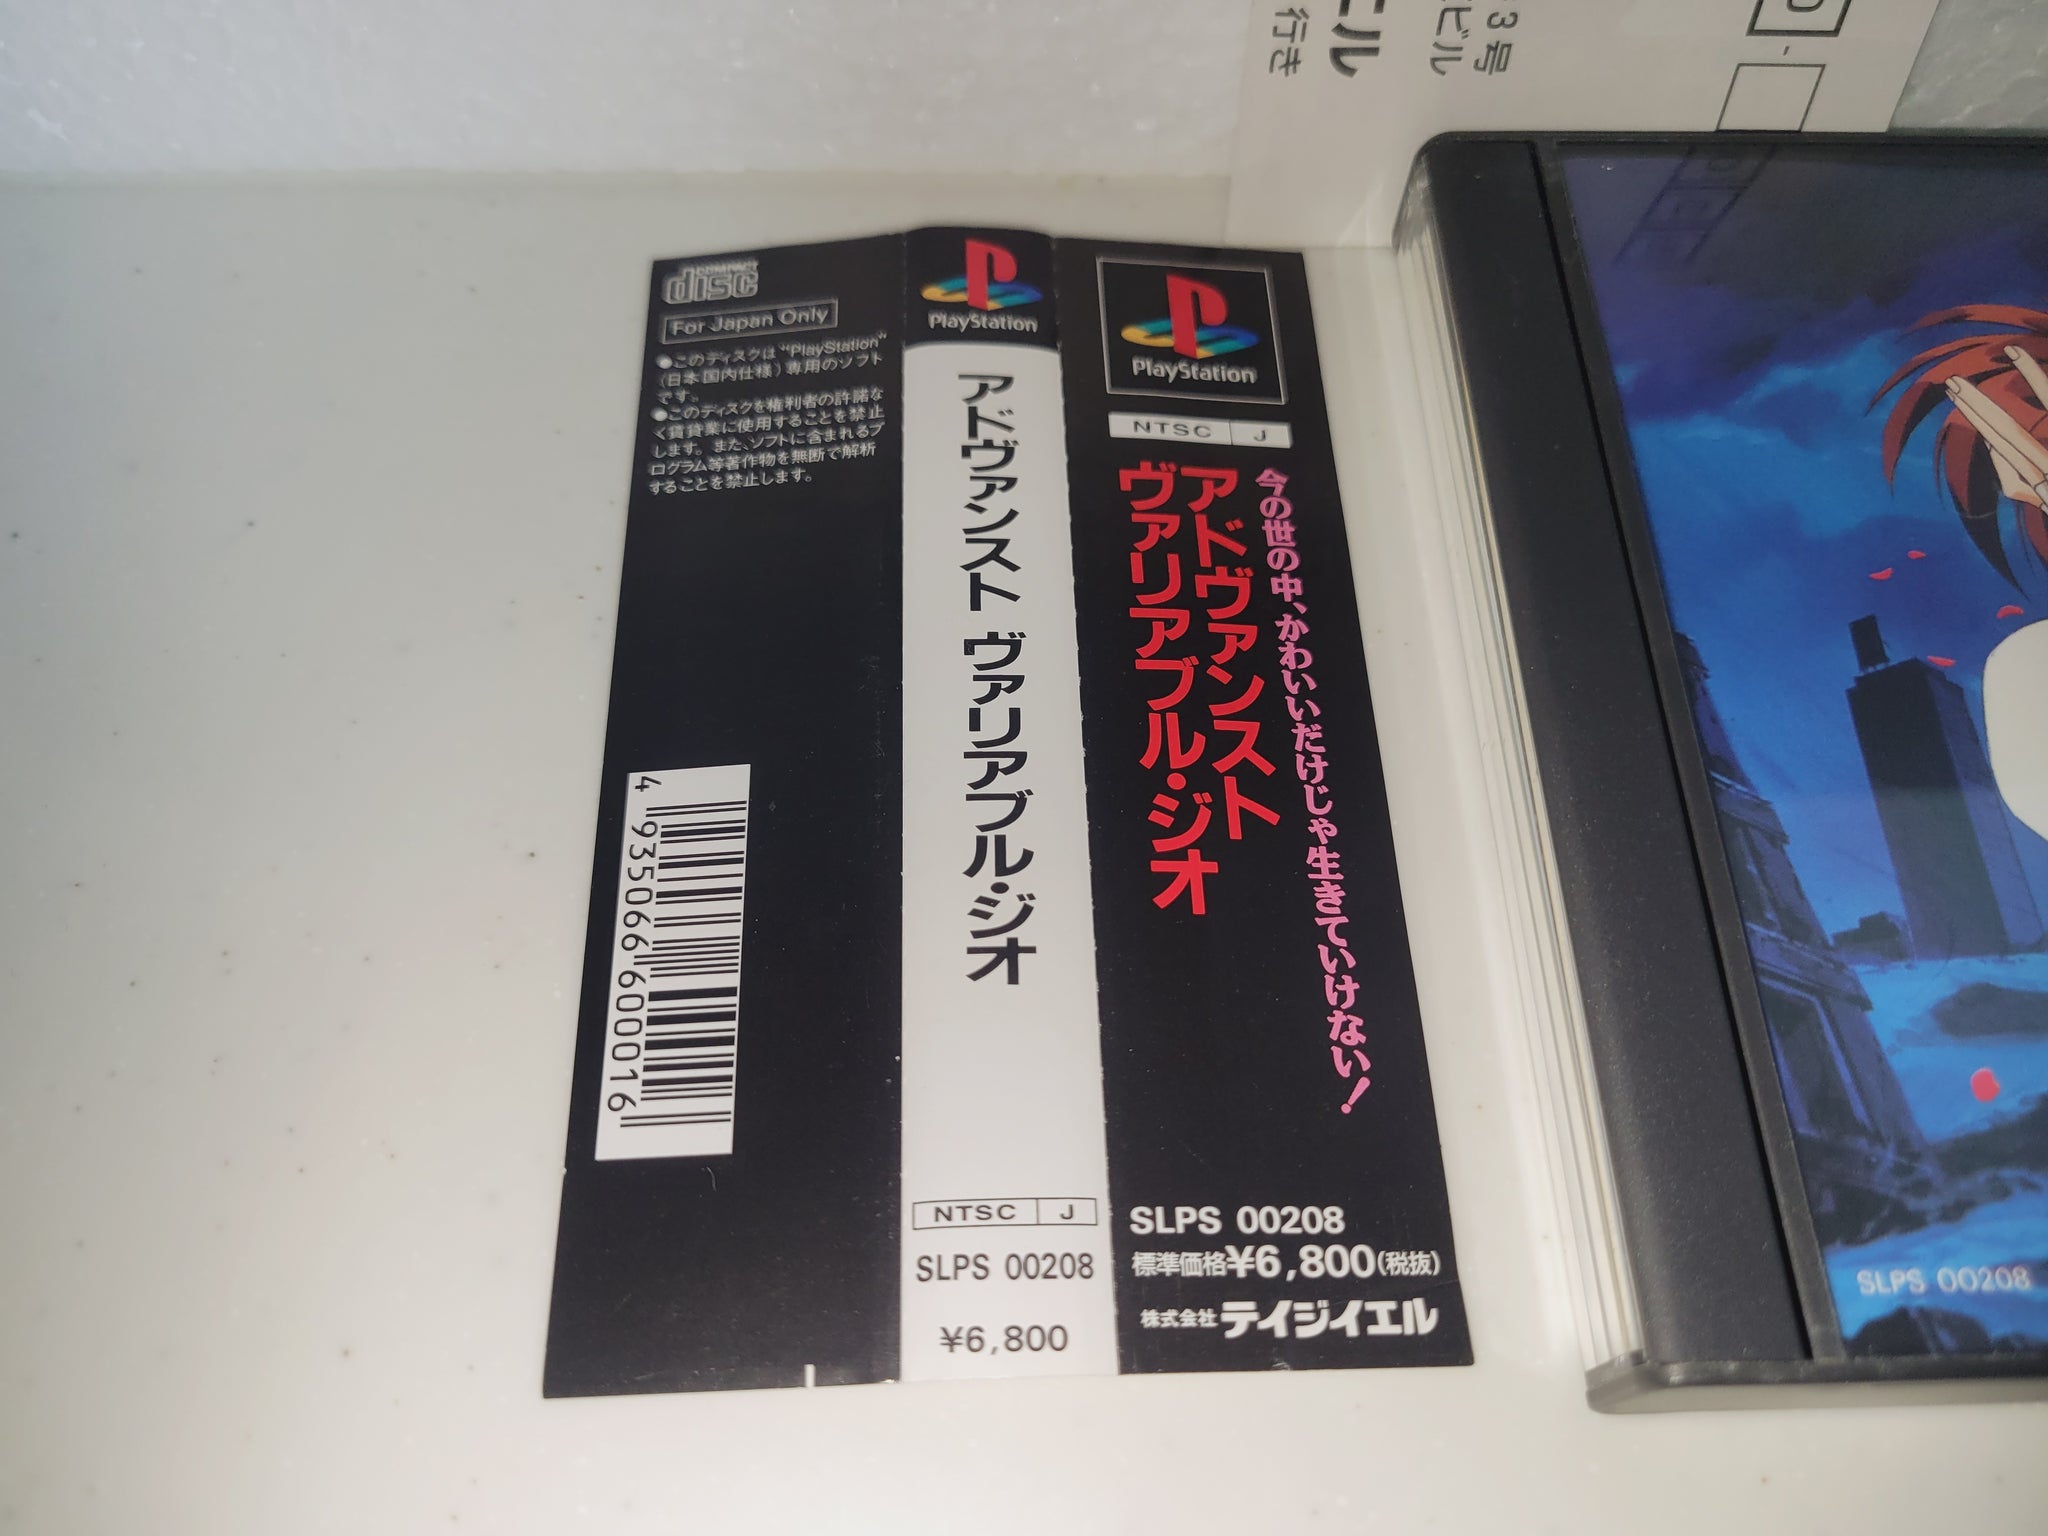 COMPACT
disc
For Japan Only
●このディスクは“PlayStation”
(日本国内仕様)専用のソフト
です。
●このディスクを権利者の許諾な
く賃貸業に使用することを禁止
します。また、ソフトに含まれるプ
ログラム等著作物を無断で解析
することを禁止します。
4 935066 600016
PlayStation
アドヴァンスト ヴァリアブル・ジオ
NTSC J
SLPS 00208
¥6,800
PlayStation
NTSC J
今の世の中、かわいいだけじゃ生きていけない！
アドヴァンスト
ヴァリアブル・ジオ
SLPS 00208
標準価格¥6,800(税抜)
株式会社テイジイエル
3号
ビル
エル
行き
SLPS 00208